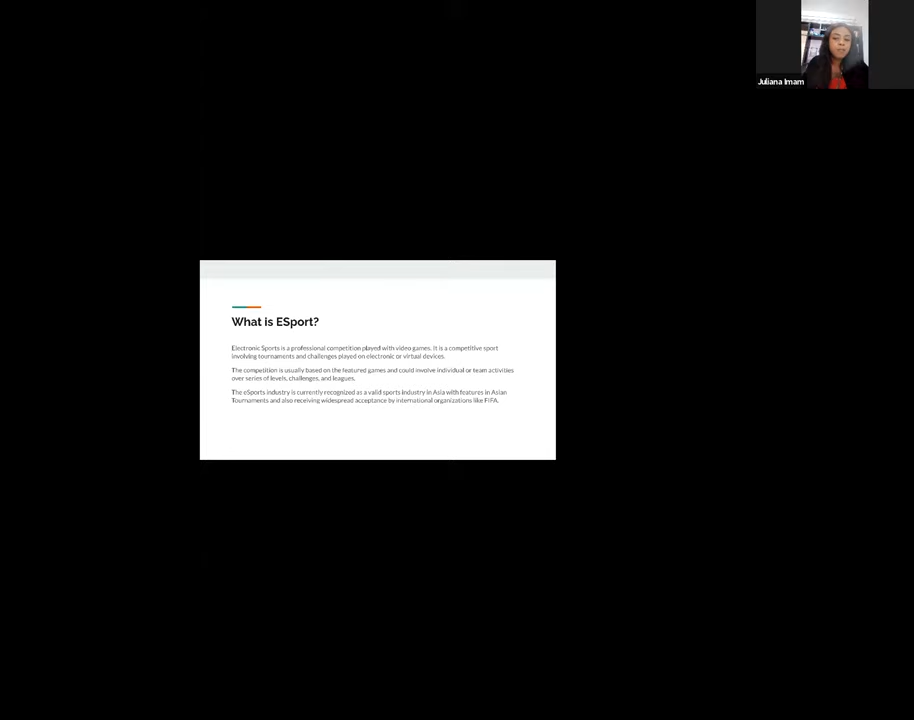 Juliana Imam
What is ESport?
Electronic Sports is a professional competition played with video games. It is a competitive sport
involving tournaments and challenges played on electronic or virtual devices.
The competition is usually based on the featured games and could involve individual or team activities
over series of levels, challenges, and leagues.
The eSports industry is currently recognized as a valid sports industry in Asia with features in Asian
Tournaments and also receiving widespread acceptance by international organizations like FIFA.